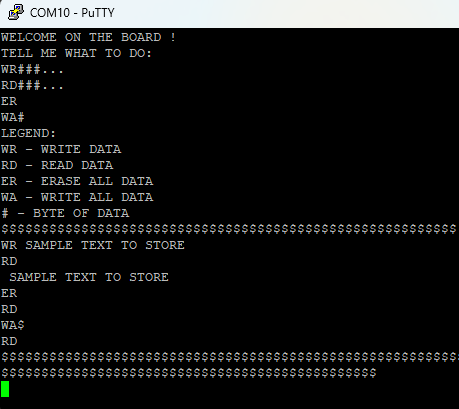 COM10 - PuTTY
WELCOME ON THE BOARD !
TELL ME WHAT TO DO:
WR###...
RD###...
ER
WA#
LEGEND:
WR - WRITE DATA
RD - READ DATA
ER - ERASE ALL DATA
WA - WRITE ALL DATA
# - BYTE OF DATA
$$$$$$$$$$$$$$$$$$$$$$$$$$$$$$$$$$$$$$$$$$$$$$$$$$$$$$$$$
WR SAMPLE TEXT TO STORE
RD
 SAMPLE TEXT TO STORE
ER
RD
WA$
RD
$$$$$$$$$$$$$$$$$$$$$$$$$$$$$$$$$$$$$$$$$$$$$$$$$$$$$$$$$$
$$$$$$$$$$$$$$$$$$$$$$$$$$$$$$$$$$$$$$$$$$$$$$$